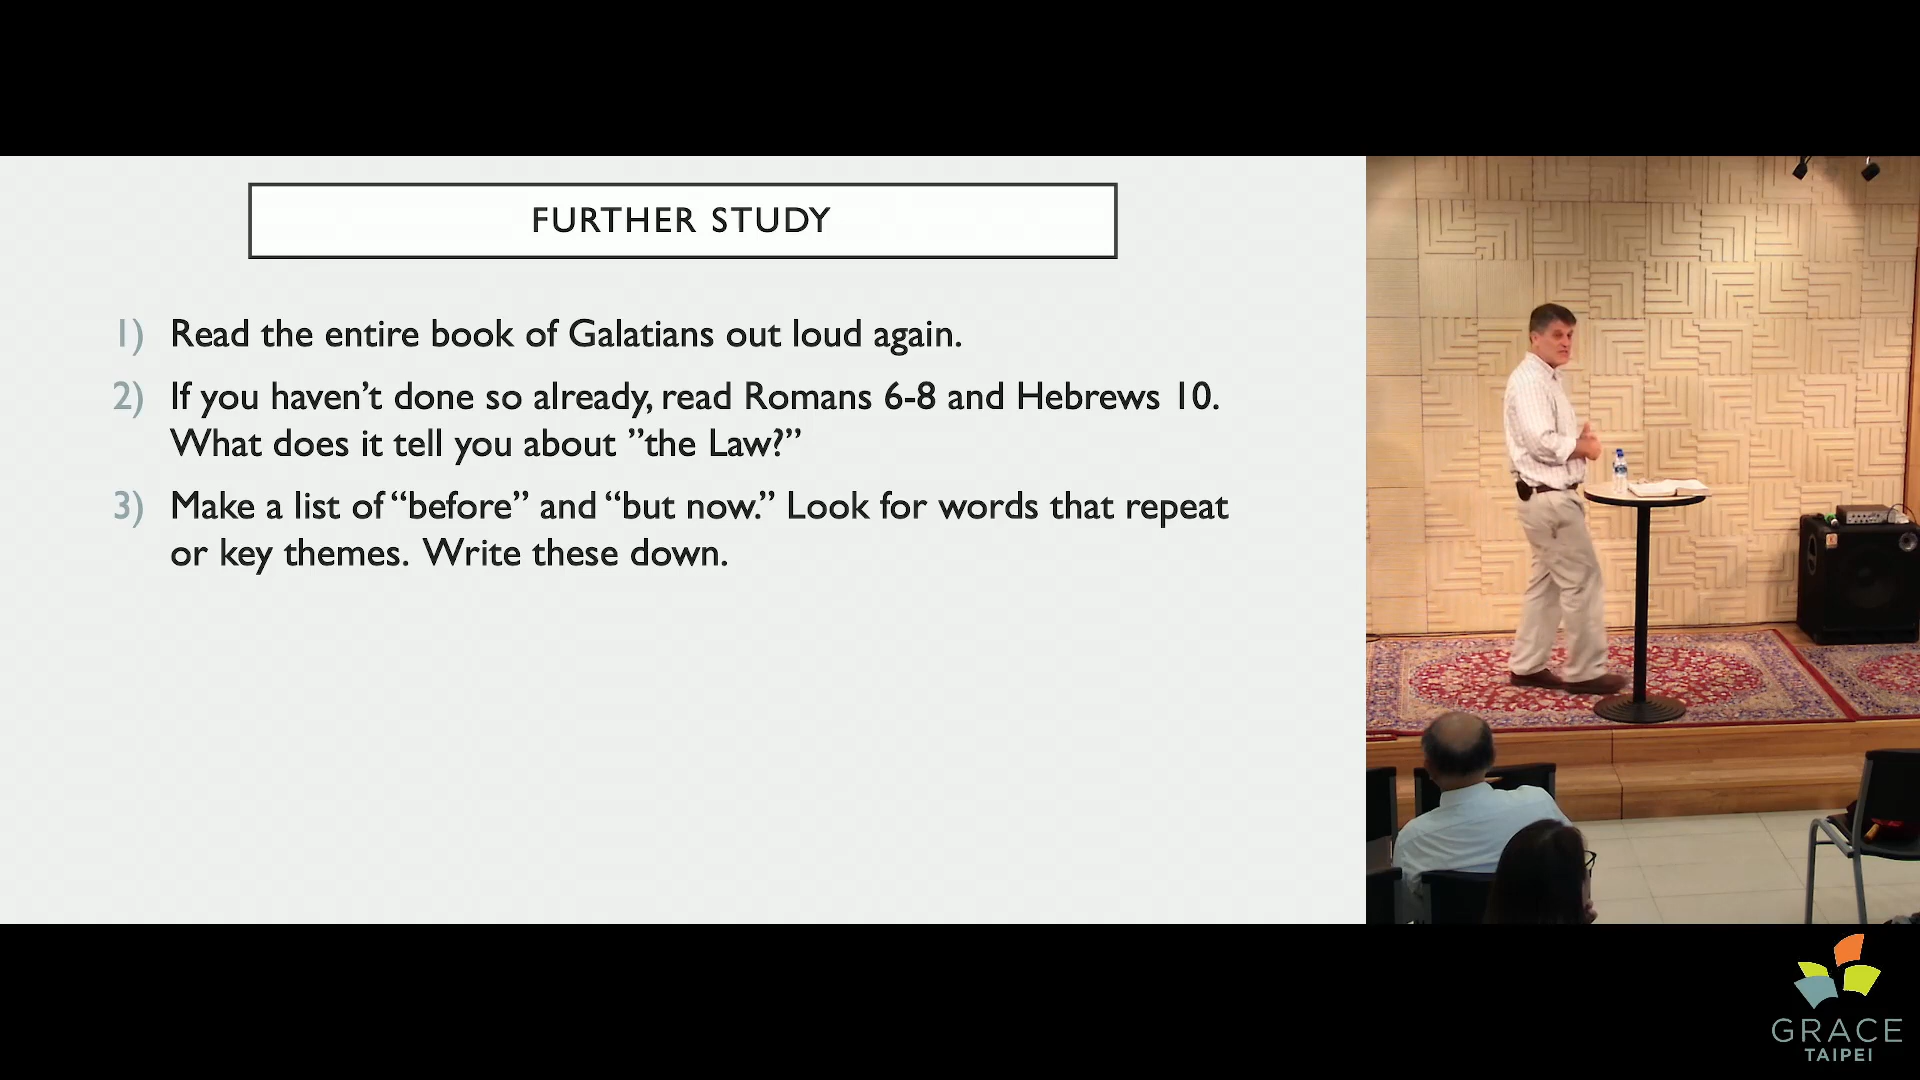 FURTHER STUDY
1) Read the entire book of Galatians out loud again.
2) If you haven’t done so already, read Romans 6-8 and Hebrews 10.
What does it tell you about ”the Law?”
3) Make a list of “before” and “but now.” Look for words that repeat
or key themes. Write these down.
GRACE
TAIPEI